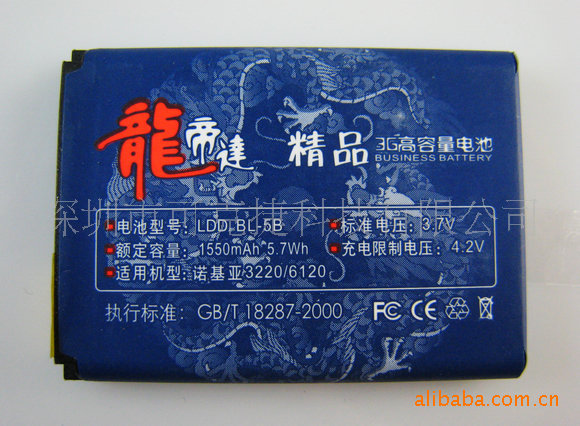 龍帝達 精品 3G高容量电池
BUSINESS BATTERY
电池型号: LDD-BL-5B 标准电压: 3.7V
额定容量: 1550mAh 5.7Wh 充电限制电压: 4.2V
适用机型: 诺基亚3220/6120
执行标准: GB/T 18287-2000 FC CE
alibaba.com.cn